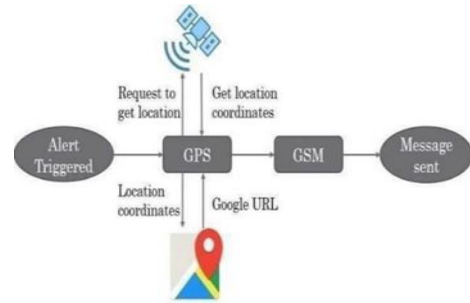 Request to
get location
Get location
coordinates
Alert
Triggered
GPS
GSM
Message
sent
Location
coordinates
Google URL